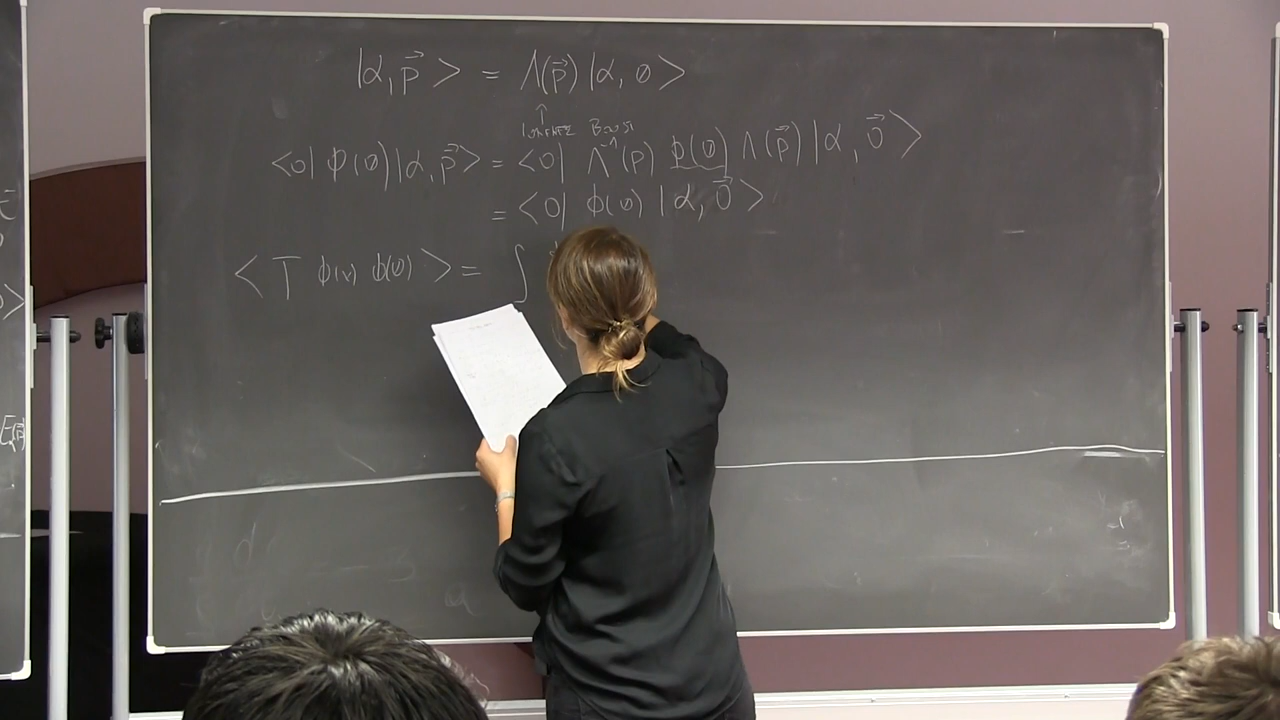 |α, p⃗ > = Λ(p⃗) |α, 0 >
↑
LORENTZ BOOST
<0| ϕ(0) |α, p⃗ > = <0| Λ⁻¹(p) ϕ(0) Λ(p⃗) |α, 0⃗ >
= <0| ϕ(0) |α, 0⃗ >
< T ϕ(x) ϕ(0) > = ∫
E(p⃗)